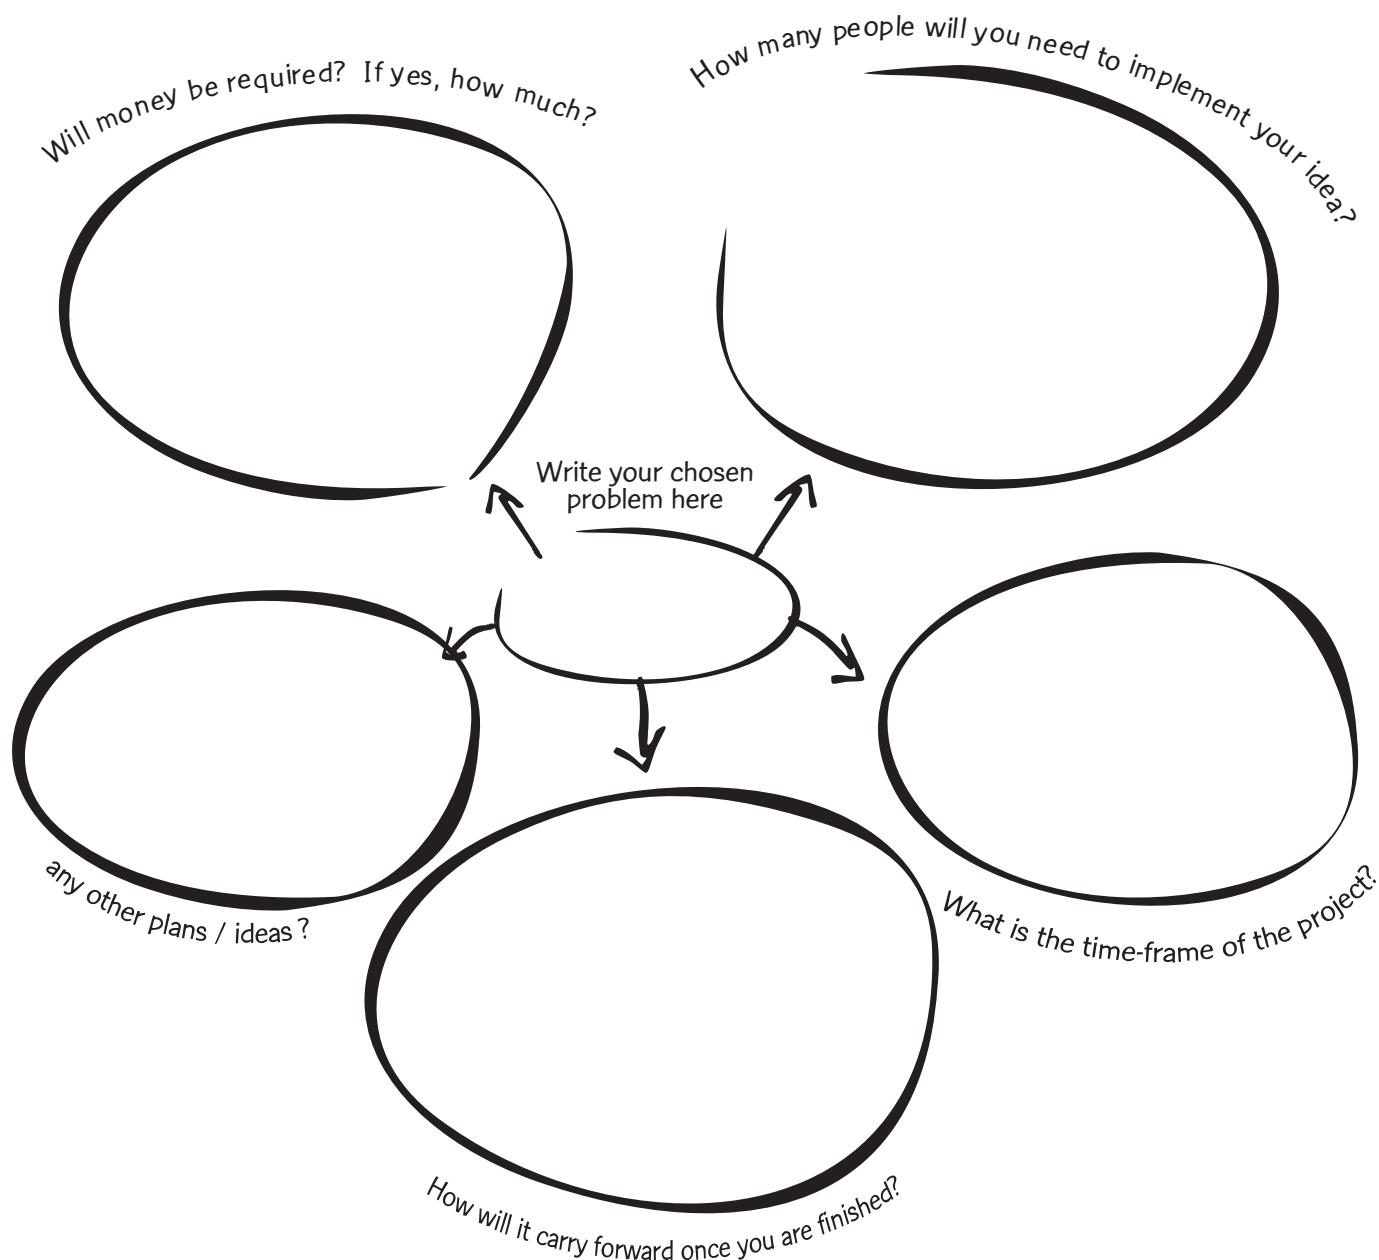 Will money be required? If yes, how much?
How many people will you need to implement your idea?
Write your chosen
problem here
any other plans / ideas ?
What is the time-frame of the project?
How will it carry forward once you are finished?